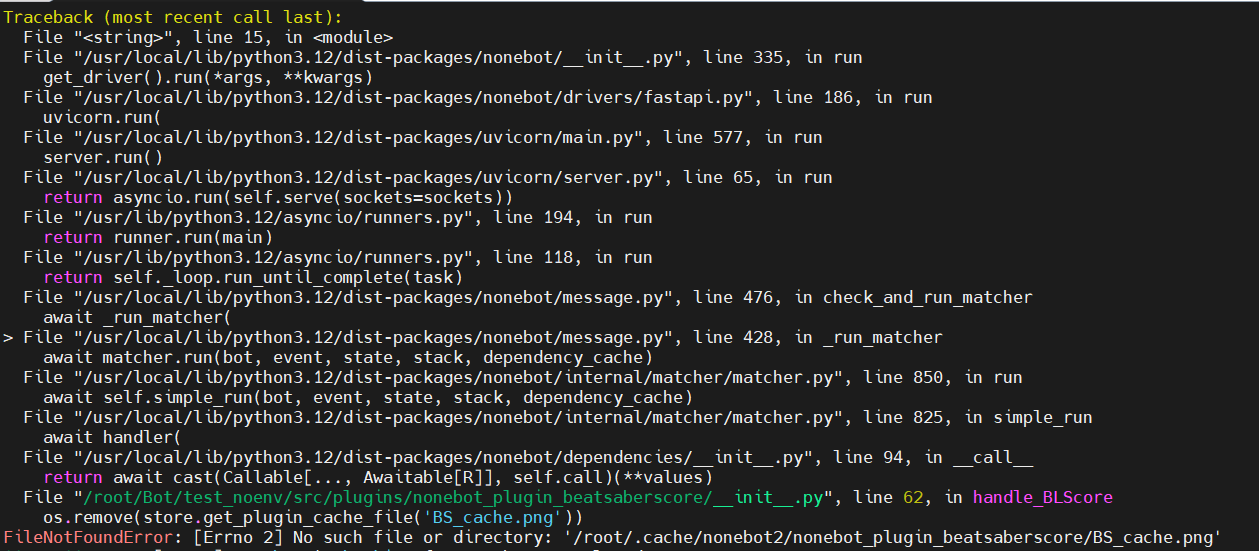 Traceback (most recent call last):
  File "<string>", line 15, in <module>
  File "/usr/local/lib/python3.12/dist-packages/nonebot/__init__.py", line 335, in run
    get_driver().run(*args, **kwargs)
  File "/usr/local/lib/python3.12/dist-packages/nonebot/drivers/fastapi.py", line 186, in run
    uvicorn.run(
  File "/usr/local/lib/python3.12/dist-packages/uvicorn/main.py", line 577, in run
    server.run()
  File "/usr/local/lib/python3.12/dist-packages/uvicorn/server.py", line 65, in run
    return asyncio.run(self.serve(sockets=sockets))
  File "/usr/lib/python3.12/asyncio/runners.py", line 194, in run
    return runner.run(main)
  File "/usr/lib/python3.12/asyncio/runners.py", line 118, in run
    return self._loop.run_until_complete(task)
  File "/usr/local/lib/python3.12/dist-packages/nonebot/message.py", line 476, in check_and_run_matcher
    await _run_matcher(
> File "/usr/local/lib/python3.12/dist-packages/nonebot/message.py", line 428, in _run_matcher
    await matcher.run(bot, event, state, stack, dependency_cache)
  File "/usr/local/lib/python3.12/dist-packages/nonebot/internal/matcher/matcher.py", line 850, in run
    await self.simple_run(bot, event, state, stack, dependency_cache)
  File "/usr/local/lib/python3.12/dist-packages/nonebot/internal/matcher/matcher.py", line 825, in simple_run
    await handler(
  File "/usr/local/lib/python3.12/dist-packages/nonebot/dependencies/__init__.py", line 94, in __call__
    return await cast(Callable[..., Awaitable[R]], self.call)(**values)
  File "/root/Bot/test_noenv/src/plugins/nonebot_plugin_beatsaberscore/__init__.py", line 62, in handle_BLScore
    os.remove(store.get_plugin_cache_file('BS_cache.png'))
FileNotFoundError: [Errno 2] No such file or directory: '/root/.cache/nonebot2/nonebot_plugin_beatsaberscore/BS_cache.png'